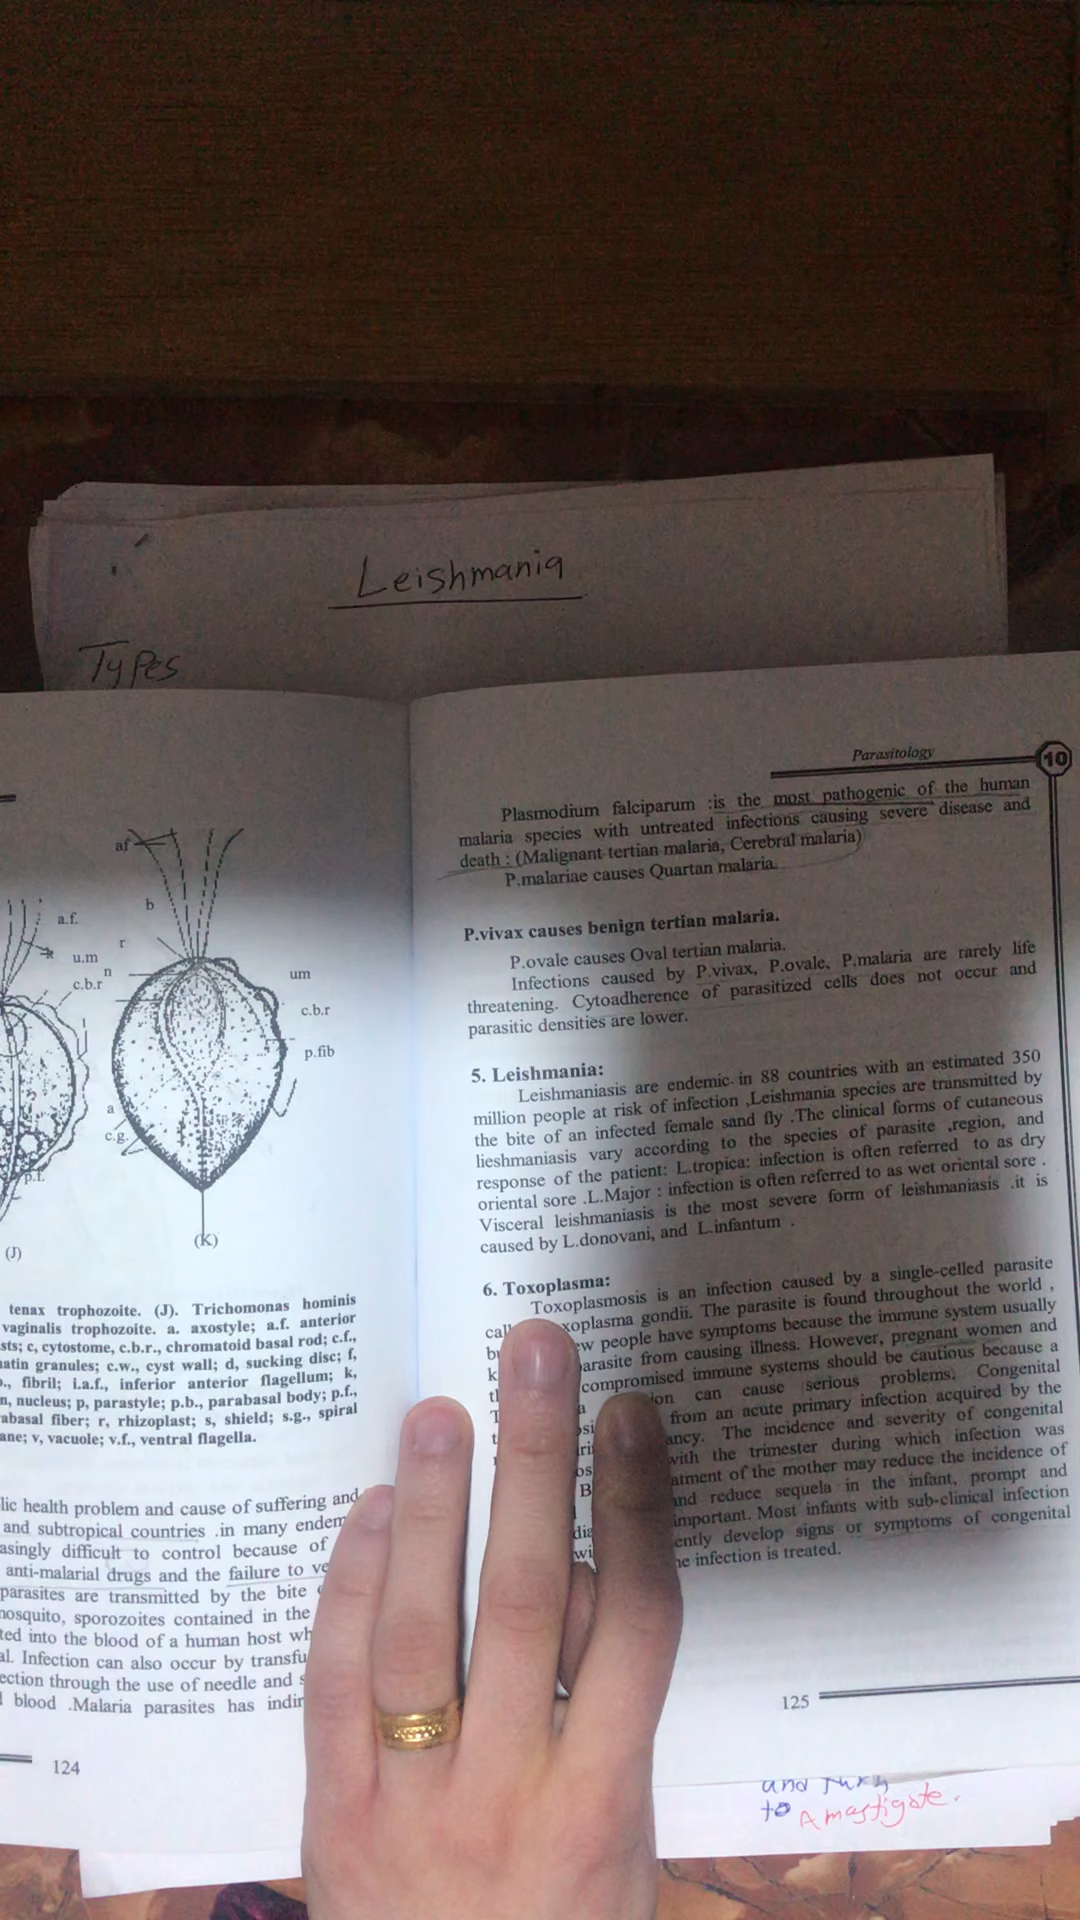 Leishmania
Types
af
b
a.f.
r
u.m
n
c.b.r
um
c.b.r
p.fib
a
c.g.
p.f.
(J)
(K)
tenax trophozoite. (J). Trichomonas hominis
vaginalis trophozoite. a. axostyle; a.f. anterior
sts; c, cytostome, c.b.r., chromatoid basal rod; c.f.,
atin granules; c.w., cyst wall; d, sucking disc; f,
fibril; i.a.f., inferior anterior flagellum; k,
n, nucleus; p, parastyle; p.b., parabasal body; p.f.,
abasal fiber; r, rhizoplast; s, shield; s.g., spiral
ane; v, vacuole; v.f., ventral flagella.
lic health problem and cause of suffering and
and subtropical countries .in many endem
asingly difficult to control because of
anti-malarial drugs and the failure to ve
parasites are transmitted by the bite
nosquito, sporozoites contained in the
ted into the blood of a human host wh
al. Infection can also occur by transfu
ection through the use of needle and s
blood .Malaria parasites has indir
124
Parasitology
10
Plasmodium falciparum :is the most pathogenic of the human
malaria species with untreated infections causing severe disease and
death : (Malignant tertian malaria, Cerebral malaria)
P.malariae causes Quartan malaria.
P.vivax causes benign tertian malaria.
P.ovale causes Oval tertian malaria.
Infections caused by P.vivax, P.ovale, P.malaria are rarely life
threatening. Cytoadherence of parasitized cells does not occur and
parasitic densities are lower.
5. Leishmania:
Leishmaniasis are endemic in 88 countries with an estimated 350
million people at risk of infection ,Leishmania species are transmitted by
the bite of an infected female sand fly .The clinical forms of cutaneous
lieshmaniasis vary according to the species of parasite ,region, and
response of the patient: L.tropica: infection is often referred to as dry
oriental sore .L.Major : infection is often referred to as wet oriental sore .
Visceral leishmaniasis is the most severe form of leishmaniasis .it is
caused by L.donovani, and L.infantum .
6. Toxoplasma:
Toxoplasmosis is an infection caused by a single-celled parasite
call xoplasma gondii. The parasite is found throughout the world ,
b ew people have symptoms because the immune system usually
k parasite from causing illness. However, pregnant women and
compromised immune systems should be cautious because a
ion can cause serious problems. Congenital
from an acute primary infection acquired by the
ancy. The incidence and severity of congenital
with the trimester during which infection was
atment of the mother may reduce the incidence of
and reduce sequela in the infant, prompt and
important. Most infants with sub-clinical infection
ently develop signs or symptoms of congenital
he infection is treated.
125
and turn
to Amastigate.